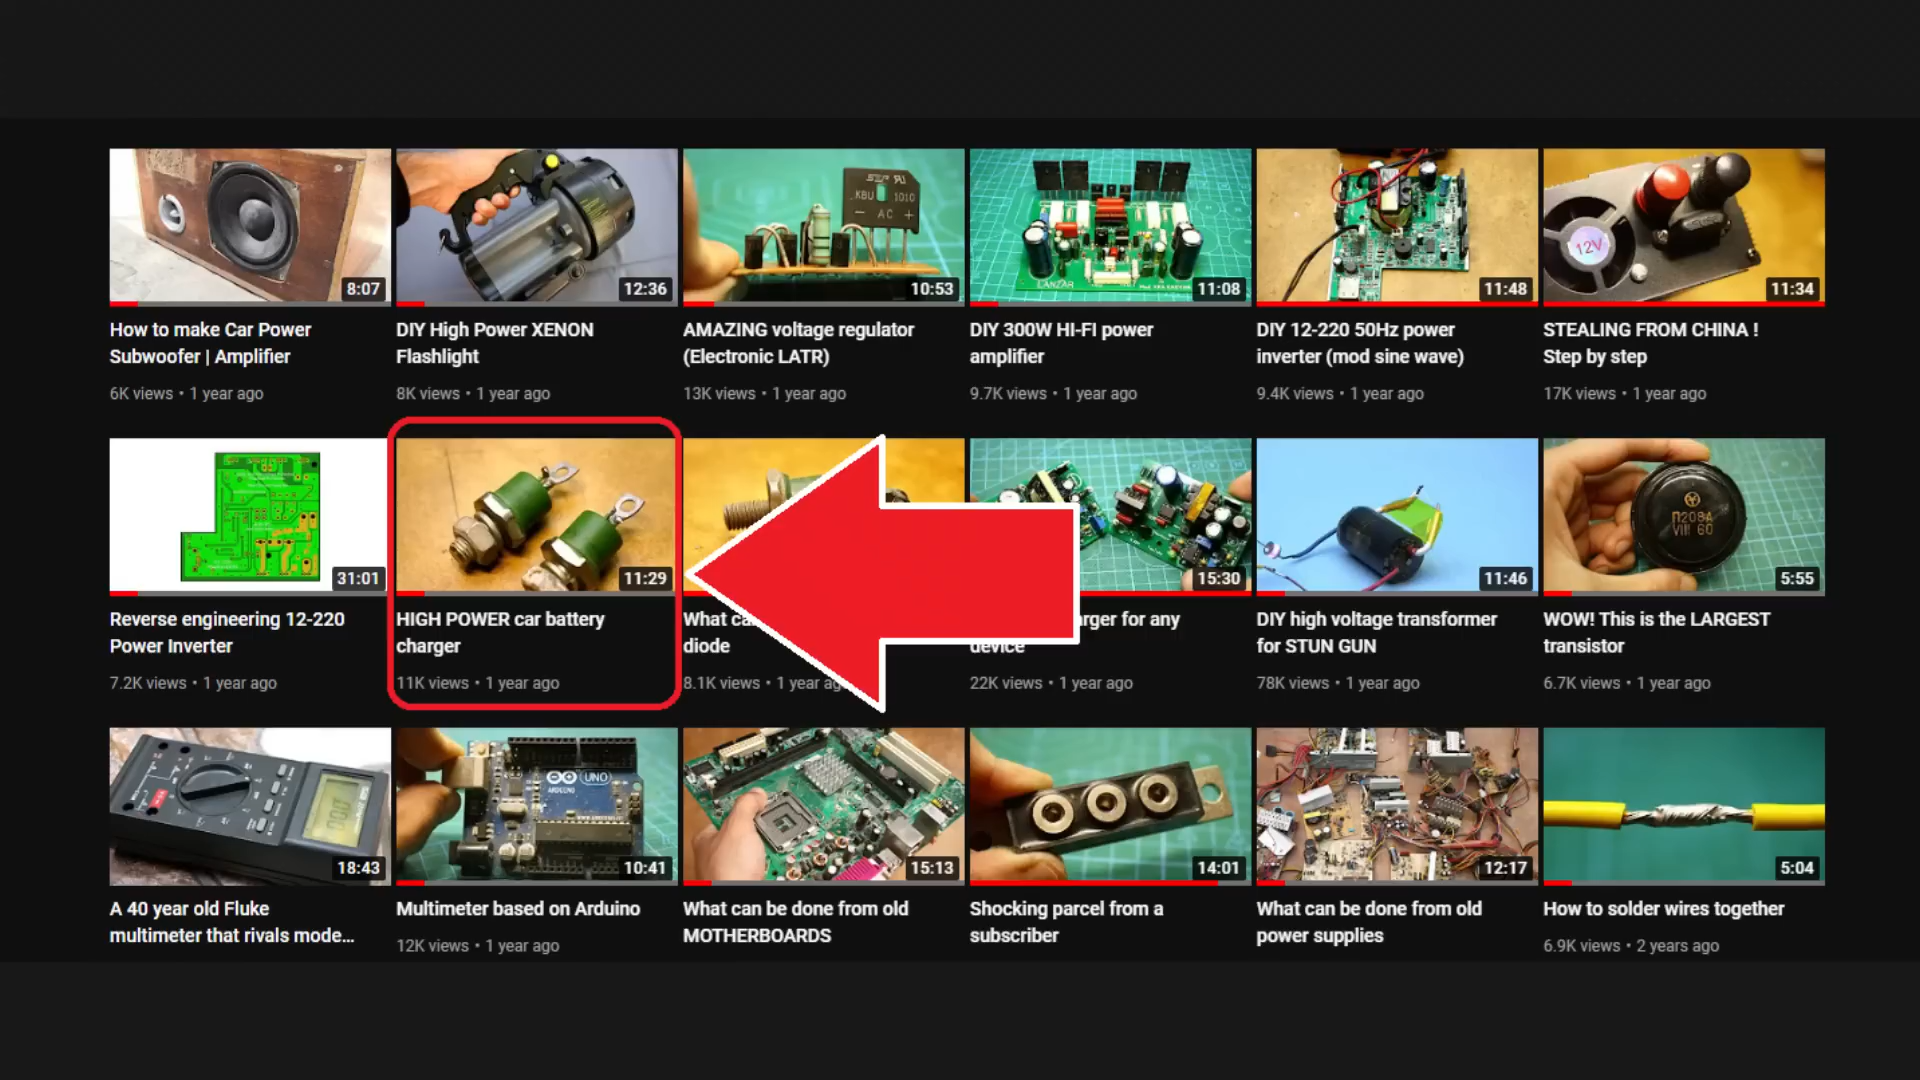 SEP
KBU 1010
− AC +
LANZAR
12V
8:07
12:36
10:53
11:08
11:48
11:34
How to make Car Power
Subwoofer | Amplifier
6K views • 1 year ago
DIY High Power XENON
Flashlight
8K views • 1 year ago
AMAZING voltage regulator
(Electronic LATR)
13K views • 1 year ago
DIY 300W HI-FI power
amplifier
9.7K views • 1 year ago
DIY 12-220 50Hz power
inverter (mod sine wave)
9.4K views • 1 year ago
STEALING FROM CHINA !
Step by step
17K views • 1 year ago
П208А
VIII 60
31:01
11:29
15:30
11:46
5:55
Reverse engineering 12-220
Power Inverter
7.2K views • 1 year ago
HIGH POWER car battery
charger
11K views • 1 year ago
What
diode
8.1K views • 1 year
for any
device
22K views • 1 year ago
DIY high voltage transformer
for STUN GUN
78K views • 1 year ago
WOW! This is the LARGEST
transistor
6.7K views • 1 year ago
UNO
ARDUINO
18:43
10:41
15:13
14:01
12:17
5:04
A 40 year old Fluke
multimeter that rivals mode...
Multimeter based on Arduino
12K views • 1 year ago
What can be done from old
MOTHERBOARDS
Shocking parcel from a
subscriber
What can be done from old
power supplies
How to solder wires together
6.9K views • 2 years ago